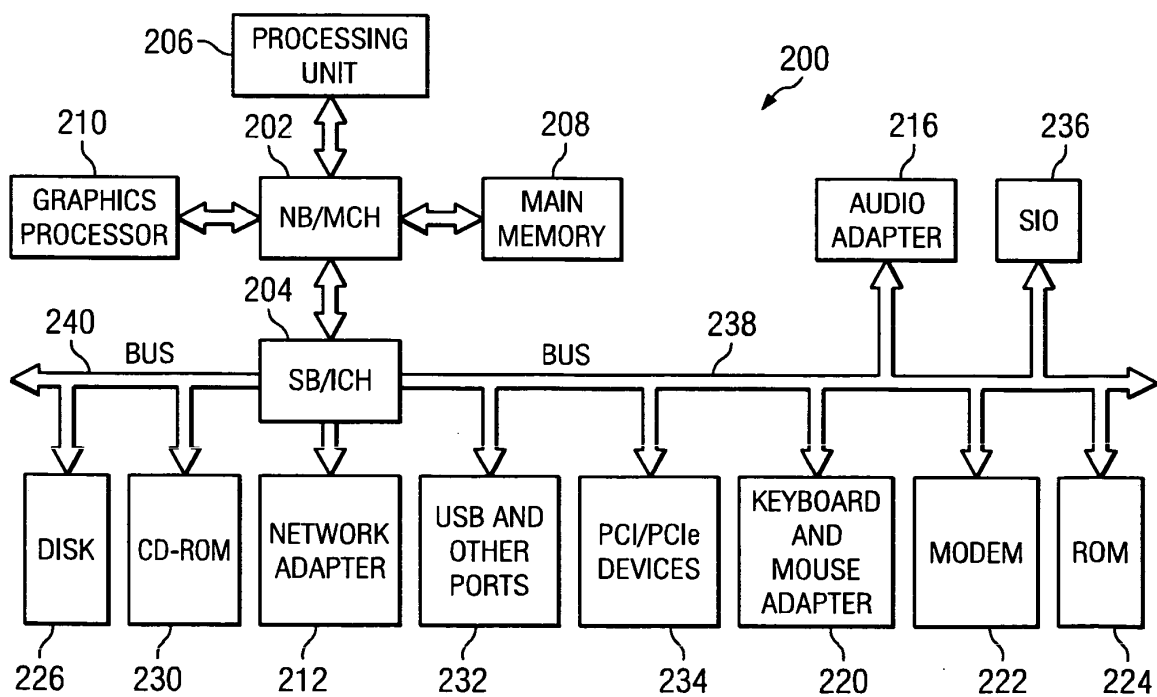 206
PROCESSING
UNIT
200
210
202
208
216
236
GRAPHICS
PROCESSOR
NB/MCH
MAIN
MEMORY
AUDIO
ADAPTER
SIO
204
240
BUS
SB/ICH
BUS
238
DISK
CD-ROM
NETWORK
ADAPTER
USB AND
OTHER
PORTS
PCI/PCIe
DEVICES
KEYBOARD
AND
MOUSE
ADAPTER
MODEM
ROM
226
230
212
232
234
220
222
224